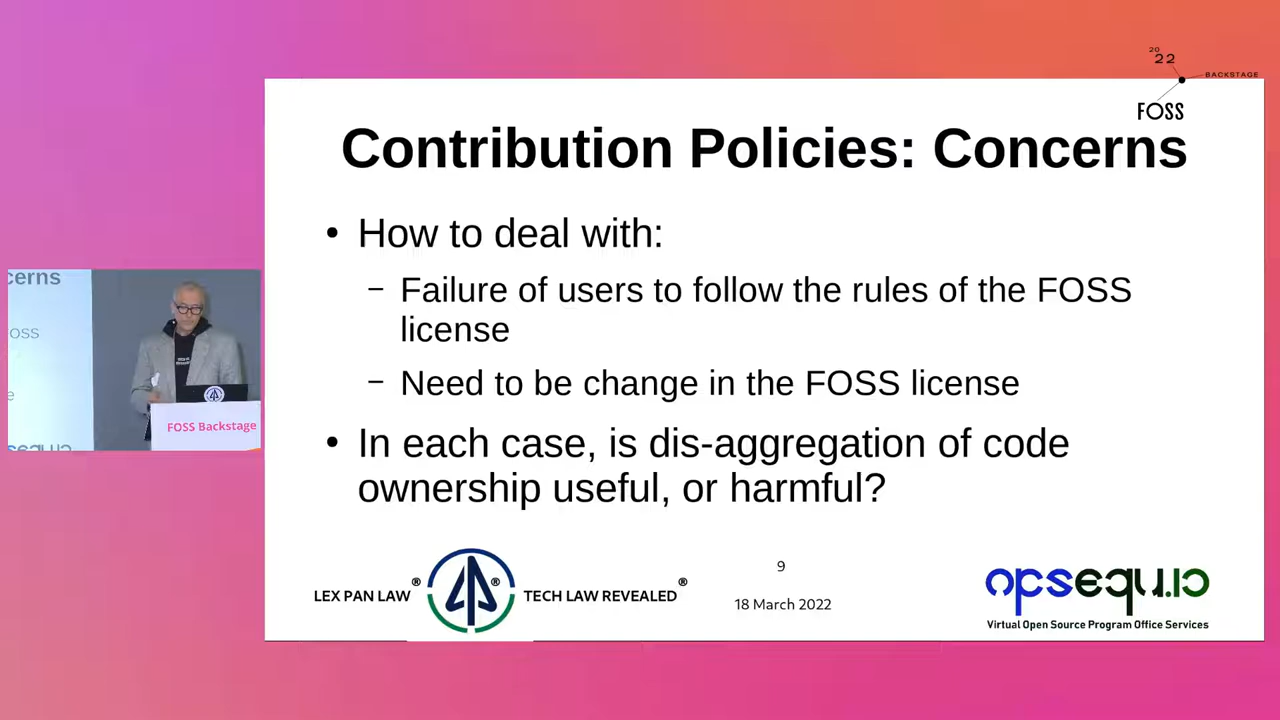 20
22
BACKSTAGE
FOSS
Contribution Policies: Concerns
• How to deal with:
– Failure of users to follow the rules of the FOSS
license
– Need to be change in the FOSS license
• In each case, is dis-aggregation of code
ownership useful, or harmful?
cerns
OSS
e
FOSS Backstage
LEX PAN LAW®
®
TECH LAW REVEALED®
9
18 March 2022
opsequ.io
Virtual Open Source Program Office Services